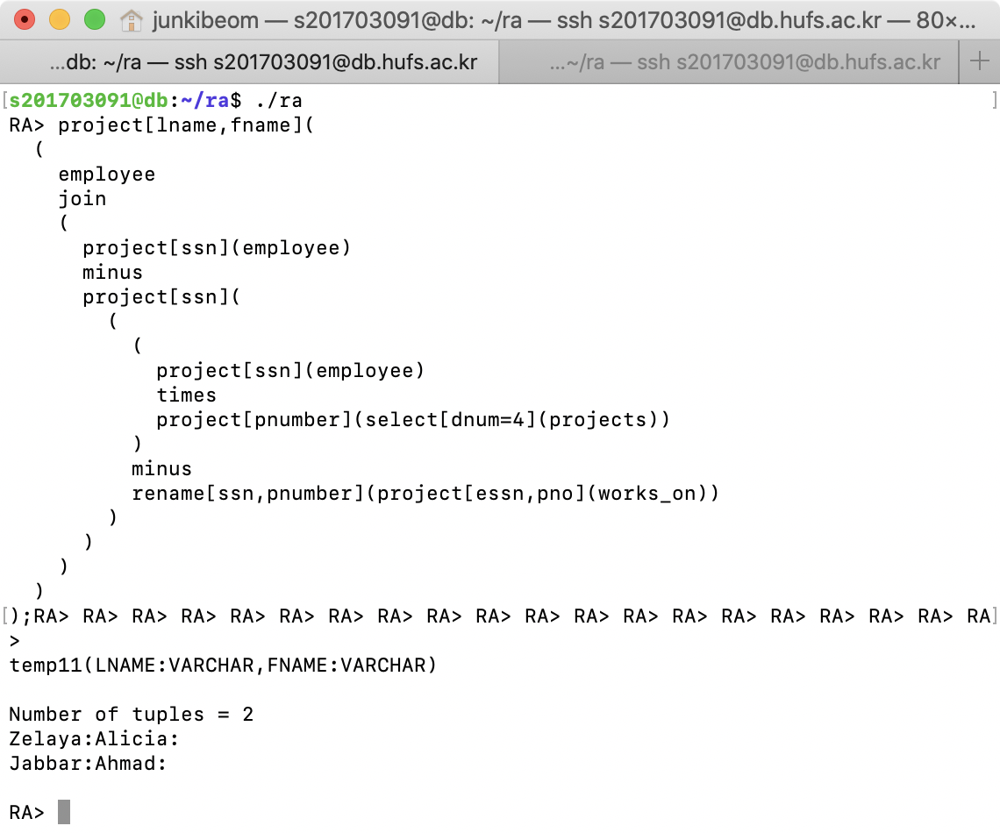 junkibeom — s201703091@db: ~/ra — ssh s201703091@db.hufs.ac.kr — 80×...
...db: ~/ra — ssh s201703091@db.hufs.ac.kr
...~/ra — ssh s201703091@db.hufs.ac.kr
+
[s201703091@db:~/ra$ ./ra ]
RA> project[lname,fname](
  (
    employee
    join
    (
      project[ssn](employee)
      minus
      project[ssn](
        (
          (
            project[ssn](employee)
            times
            project[pnumber](select[dnum=4](projects))
          )
          minus
          rename[ssn,pnumber](project[essn,pno](works_on))
        )
      )
    )
  )
[);RA> RA> RA> RA> RA> RA> RA> RA> RA> RA> RA> RA> RA> RA> RA> RA> RA> RA> RA> RA]
>
temp11(LNAME:VARCHAR,FNAME:VARCHAR)

Number of tuples = 2
Zelaya:Alicia:
Jabbar:Ahmad:

RA>